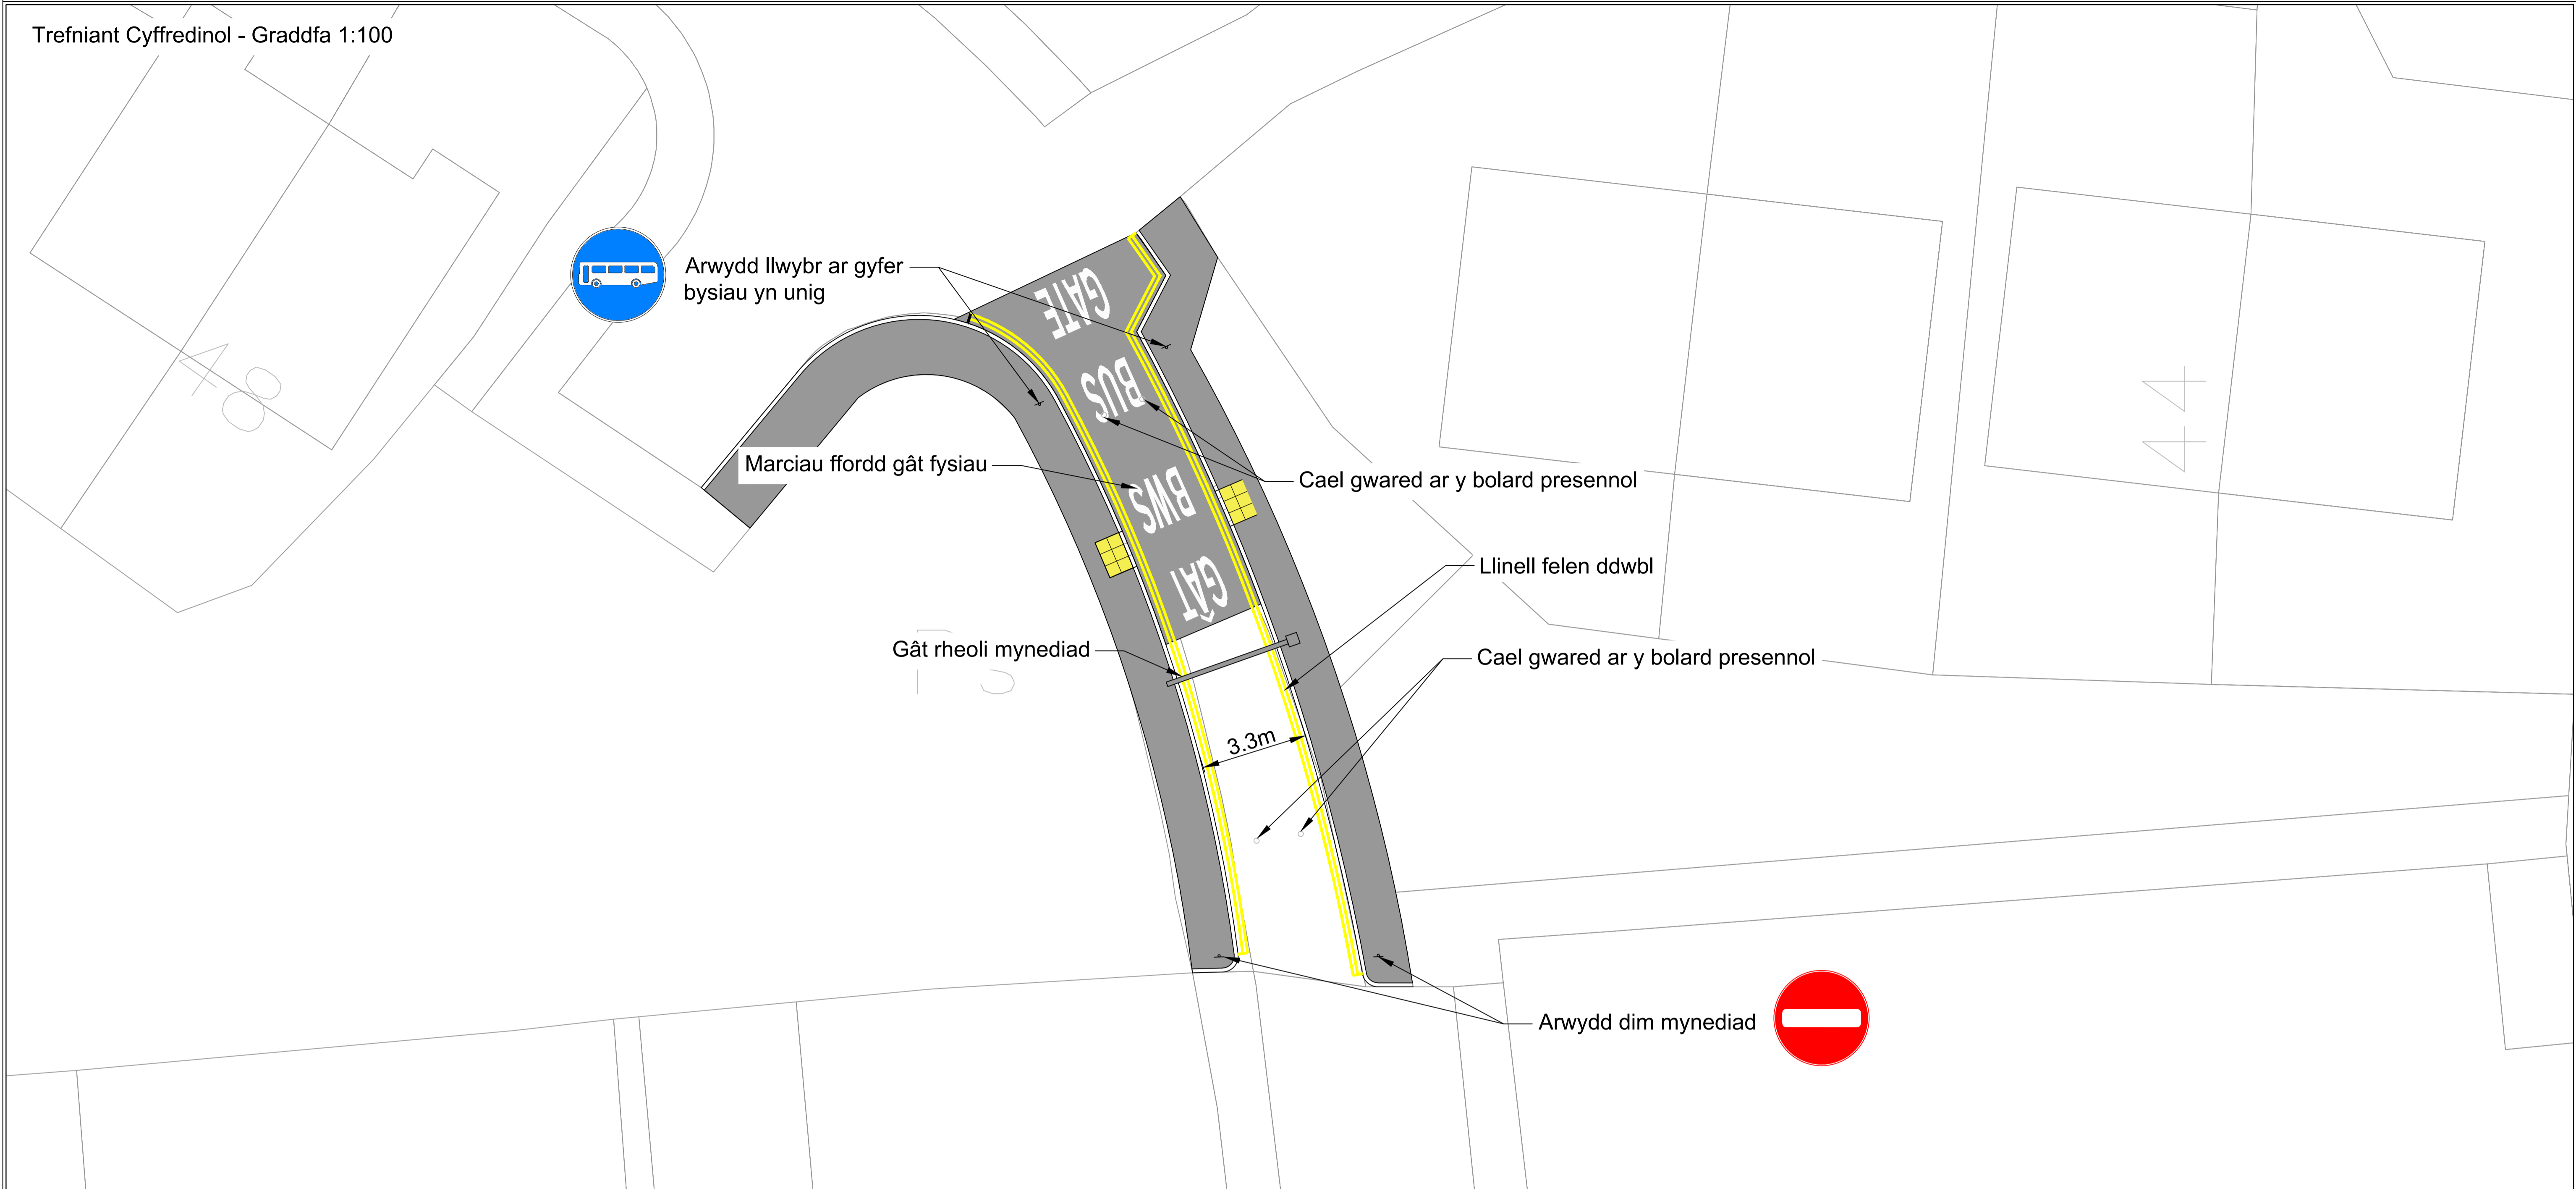 Trefniant Cyffredinol - Graddfa 1:100
Arwydd llwybr ar gyfer
bysiau yn unig
GATE
BUS
BWS
GÂT
48
44
Marciau ffordd gât fysiau
Cael gwared ar y bolard presennol
Llinell felen ddwbl
Gât rheoli mynediad
Cael gwared ar y bolard presennol
3.3m
Arwydd dim mynediad